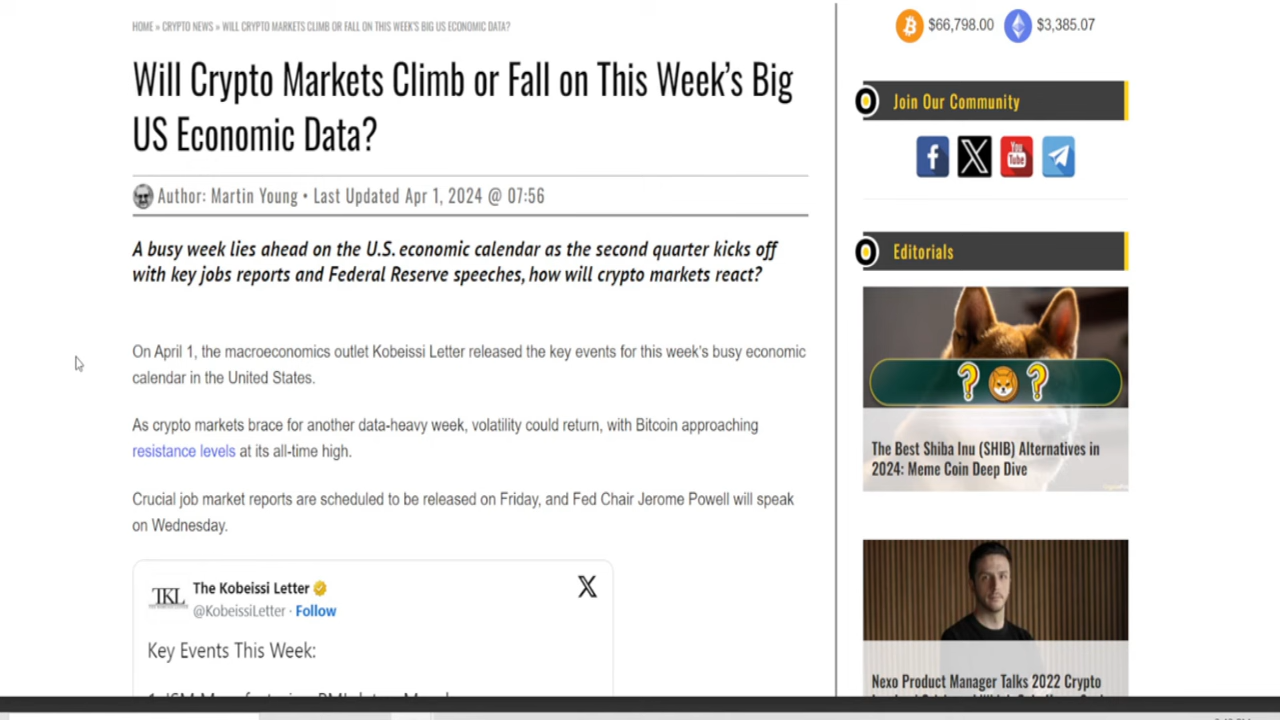 HOME » CRYPTO NEWS » WILL CRYPTO MARKETS CLIMB OR FALL ON THIS WEEK'S BIG US ECONOMIC DATA?
Will Crypto Markets Climb or Fall on This Week's Big
US Economic Data?
Author: Martin Young • Last Updated Apr 1, 2024 @ 07:56
A busy week lies ahead on the U.S. economic calendar as the second quarter kicks off
with key jobs reports and Federal Reserve speeches, how will crypto markets react?
On April 1, the macroeconomics outlet Kobeissi Letter released the key events for this week's busy economic
calendar in the United States.
As crypto markets brace for another data-heavy week, volatility could return, with Bitcoin approaching
resistance levels at its all-time high.
Crucial job market reports are scheduled to be released on Friday, and Fed Chair Jerome Powell will speak
on Wednesday.
TKL
The Kobeissi Letter
@KobeissiLetter · Follow
Key Events This Week:
$66,798.00 $3,385.07
Join Our Community
You Tube
Editorials
? ?
The Best Shiba Inu (SHIB) Alternatives in
2024: Meme Coin Deep Dive
Nexo Product Manager Talks 2022 Crypto